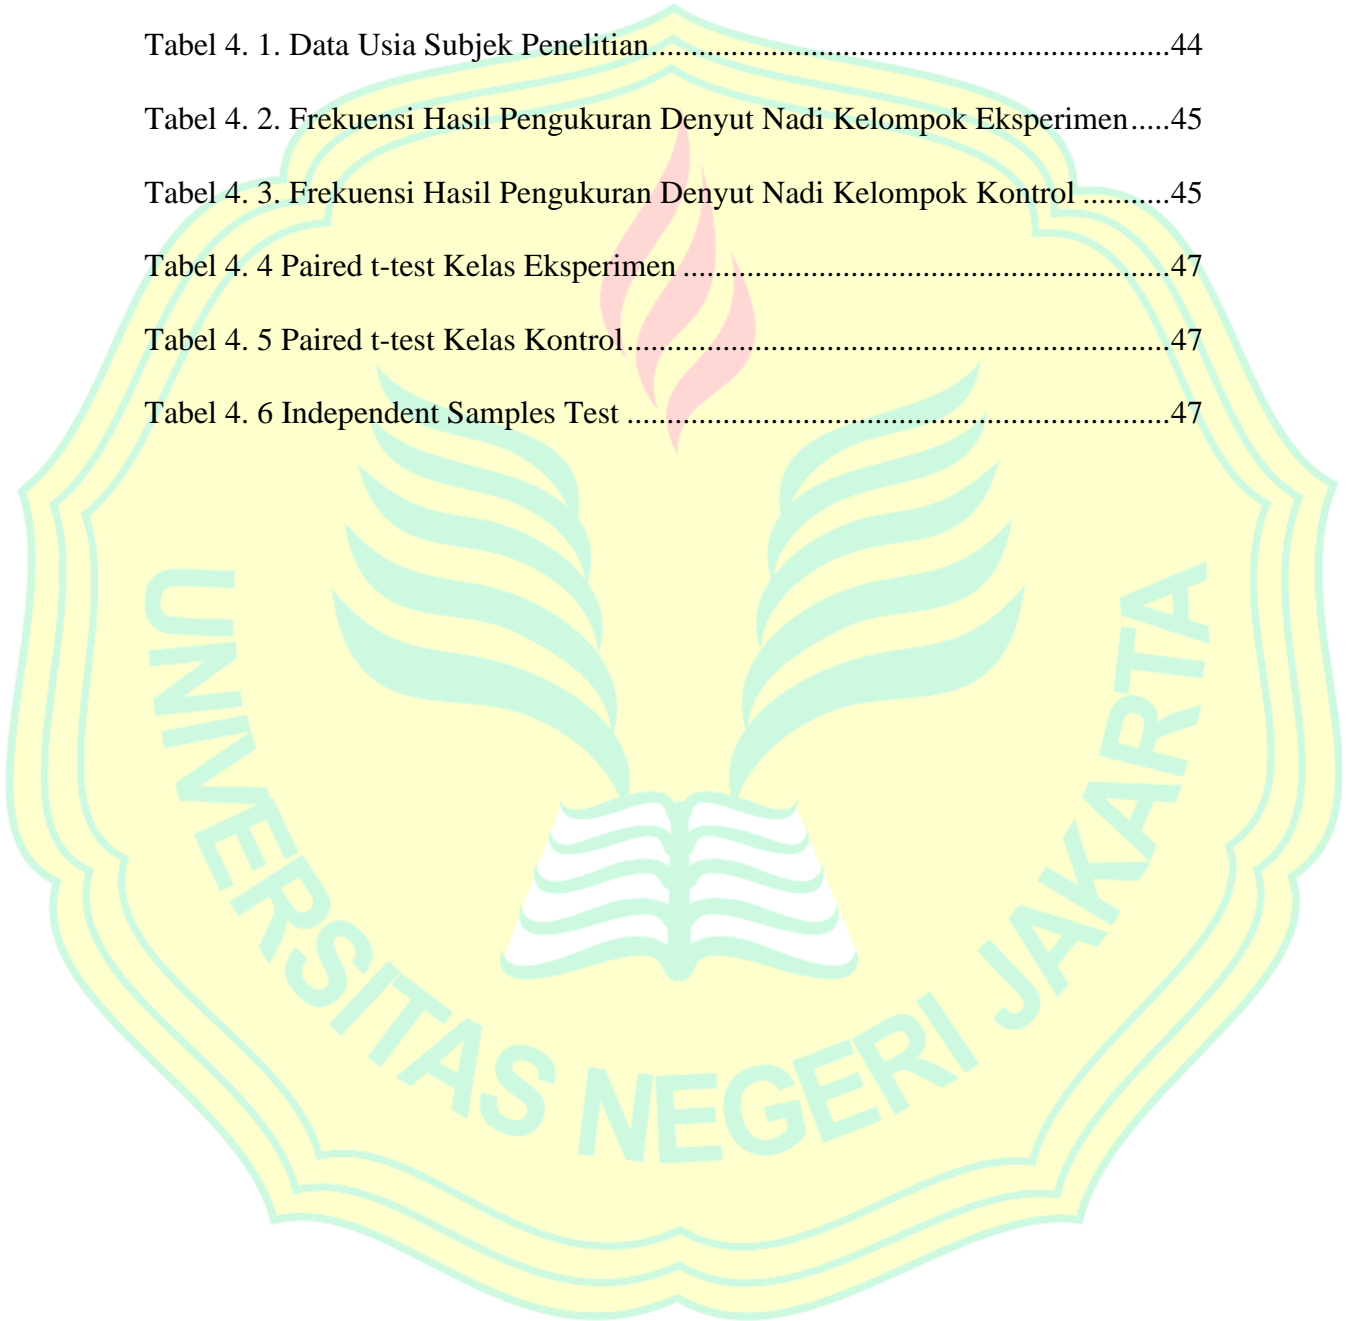 Tabel 4. 1. Data Usia Subjek Penelitian................................................................44
Tabel 4. 2. Frekuensi Hasil Pengukuran Denyut Nadi Kelompok Eksperimen.....45
Tabel 4. 3. Frekuensi Hasil Pengukuran Denyut Nadi Kelompok Kontrol ...........45
Tabel 4. 4 Paired t-test Kelas Eksperimen ............................................................47
Tabel 4. 5 Paired t-test Kelas Kontrol...................................................................47
Tabel 4. 6 Independent Samples Test ...................................................................47
UNIVERSITAS NEGERI JAKARTA